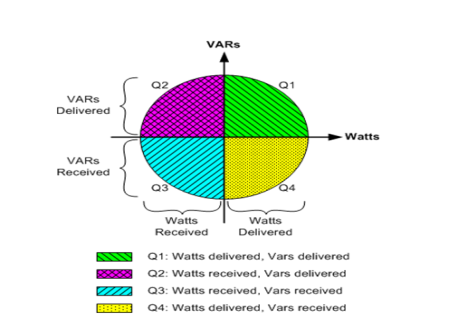 VARs
Q2
Q1
VARs
Delivered
Watts
VARs
Received
Q3
Q4
Watts
Received
Watts
Delivered
Q1: Watts delivered, Vars delivered
Q2: Watts received, Vars delivered
Q3: Watts received, Vars received
Q4: Watts delivered, Vars received